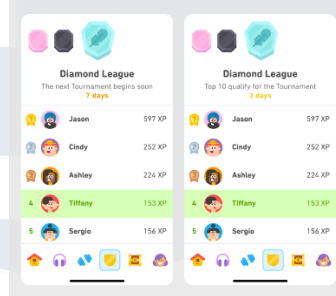 Diamond League
The next Tournament begins soon
7 days
Jason 597 XP
Cindy 252 XP
Ashley 224 XP
4 Tiffany 153 XP
5 Sergio 156 XP
Diamond League
Top 10 qualify for the Tournament
3 days
Jason 597 XP
Cindy 252 XP
Ashley 224 XP
4 Tiffany 153 XP
5 Sergio 156 XP